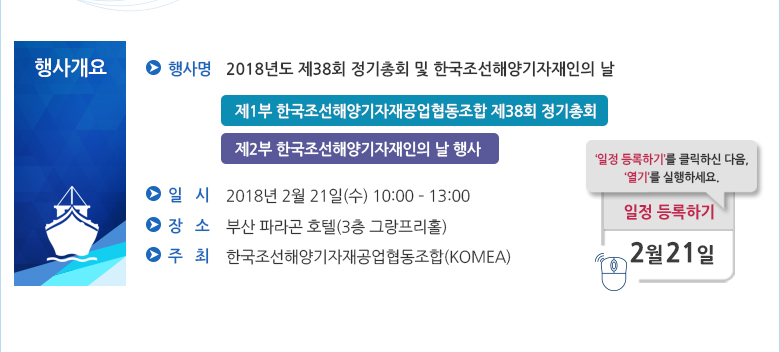 행사개요
행사명 2018년도 제38회 정기총회 및 한국조선해양기자재인의 날
제1부 한국조선해양기자재공업협동조합 제38회 정기총회
제2부 한국조선해양기자재인의 날 행사
일 시 2018년 2월 21일(수) 10:00 - 13:00
장 소 부산 파라곤 호텔(3층 그랑프리홀)
주 최 한국조선해양기자재공업협동조합(KOMEA)
'일정 등록하기'를 클릭하신 다음,
'열기'를 실행하세요.
일정 등록하기
2월21일